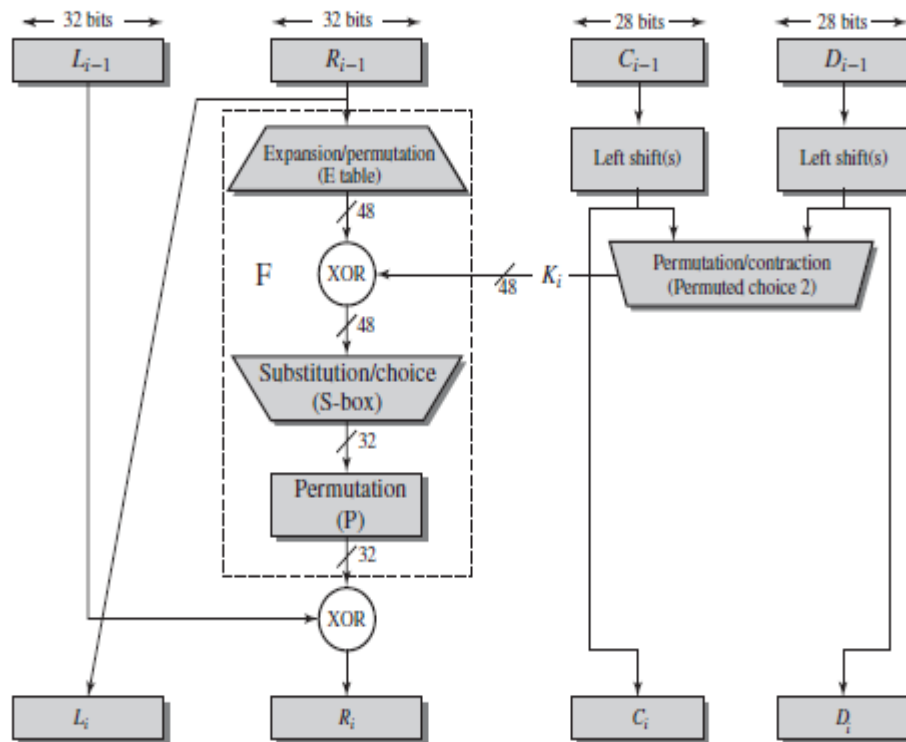 32 bits
32 bits
28 bits
28 bits
Lᵢ₋₁
Rᵢ₋₁
Cᵢ₋₁
Dᵢ₋₁
Expansion/permutation
(E table)
Left shift(s)
Left shift(s)
48
F
XOR
48
Kᵢ
Permutation/contraction
(Permuted choice 2)
48
Substitution/choice
(S-box)
32
Permutation
(P)
32
XOR
Lᵢ
Rᵢ
Cᵢ
Dᵢ